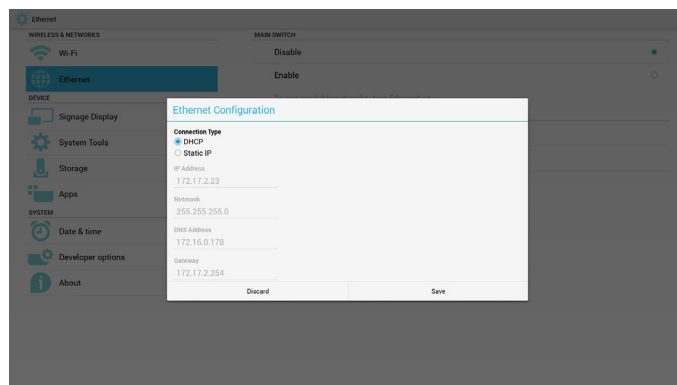 Ethernet
WIRELESS & NETWORKS
Wi-Fi
Ethernet
DEVICE
Signage Display
System Tools
Storage
Apps
SYSTEM
Date & time
Developer options
About
MAIN SWITCH
Disable
Enable
Ethernet Configuration
Connection Type
DHCP
Static IP
IP Address
172.17.2.23
Netmask
255.255.255.0
DNS Address
172.16.0.178
Gateway
172.17.2.254
Discard
Save